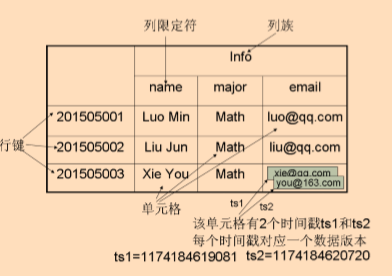 列限定符 列族
Info
name major email
201505001 Luo Min Math luo@qq.com
行键
201505002 Liu Jun Math liu@qq.com
201505003 Xie You Math xie@qq.com
you@163.com
单元格 ts1 ts2
该单元格有2个时间戳ts1和ts2
每个时间戳对应一个数据版本
ts1=1174184619081 ts2=1174184620720